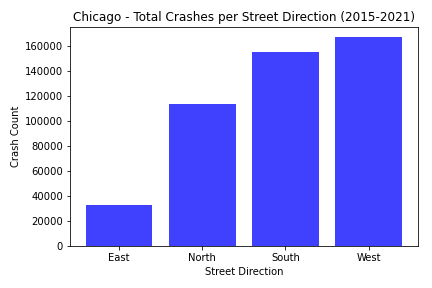 Chicago - Total Crashes per Street Direction (2015-2021)
160000
140000
120000
100000
80000
60000
40000
20000
0
Crash Count
East North South West
Street Direction